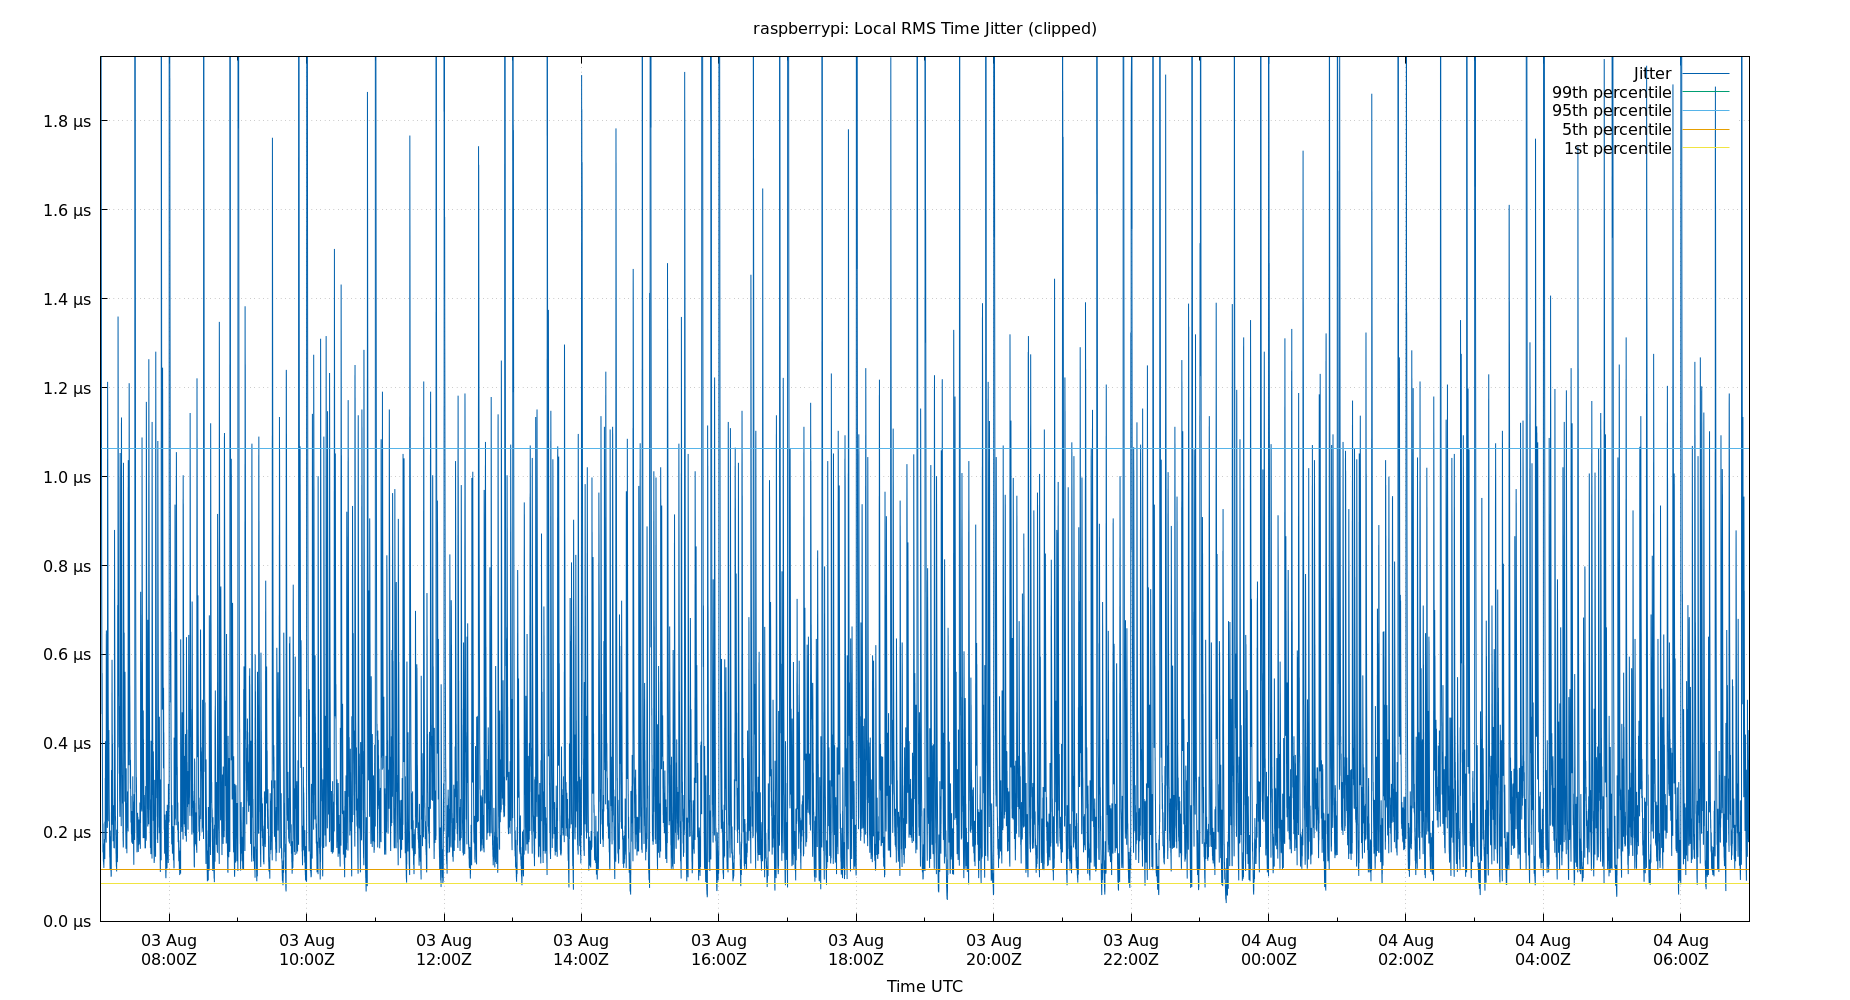 raspberrypi: Local RMS Time Jitter (clipped)
Jitter
99th percentile
95th percentile
5th percentile
1st percentile
1.8 µs
1.6 µs
1.4 µs
1.2 µs
1.0 µs
0.8 µs
0.6 µs
0.4 µs
0.2 µs
0.0 µs
03 Aug 03 Aug 03 Aug 03 Aug 03 Aug 03 Aug 03 Aug 03 Aug 04 Aug 04 Aug 04 Aug 04 Aug
08:00Z 10:00Z 12:00Z 14:00Z 16:00Z 18:00Z 20:00Z 22:00Z 00:00Z 02:00Z 04:00Z 06:00Z
Time UTC